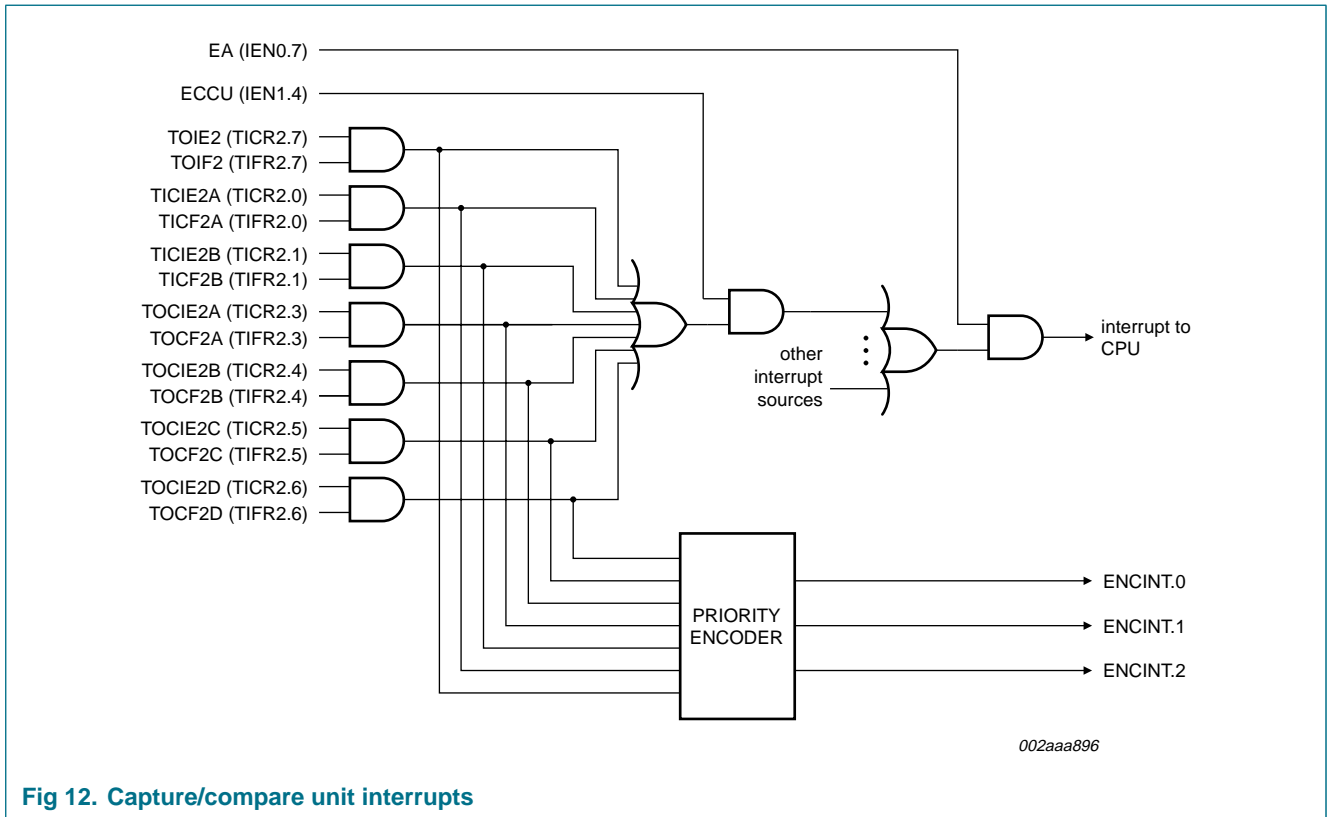 EA (IEN0.7)
ECCU (IEN1.4)
TOIE2 (TICR2.7)
TOIF2 (TIFR2.7)
TICIE2A (TICR2.0)
TICF2A (TIFR2.0)
TICIE2B (TICR2.1)
TICF2B (TIFR2.1)
TOCIE2A (TICR2.3)
TOCF2A (TIFR2.3)
TOCIE2B (TICR2.4)
TOCF2B (TIFR2.4)
TOCIE2C (TICR2.5)
TOCF2C (TIFR2.5)
TOCIE2D (TICR2.6)
TOCF2D (TIFR2.6)
other
interrupt
sources
interrupt to
CPU
PRIORITY
ENCODER
ENCINT.0
ENCINT.1
ENCINT.2
002aaa896
Fig 12. Capture/compare unit interrupts